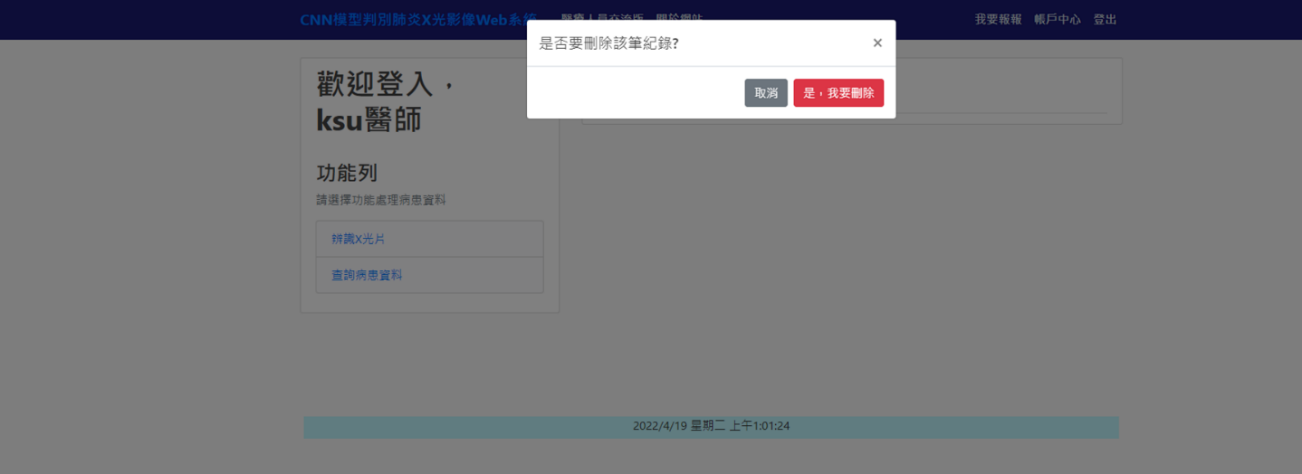 CNN模型判別肺炎X光影像Web系統
醫療人員交流版 關於網站
我要報報 帳戶中心 登出
是否要刪除該筆紀錄? ×
取消 是，我要刪除
歡迎登入，
ksu醫師
功能列
請選擇功能處理病患資料
辨識X光片
查詢病患資料
2022/4/19 星期二 上午1:01:24